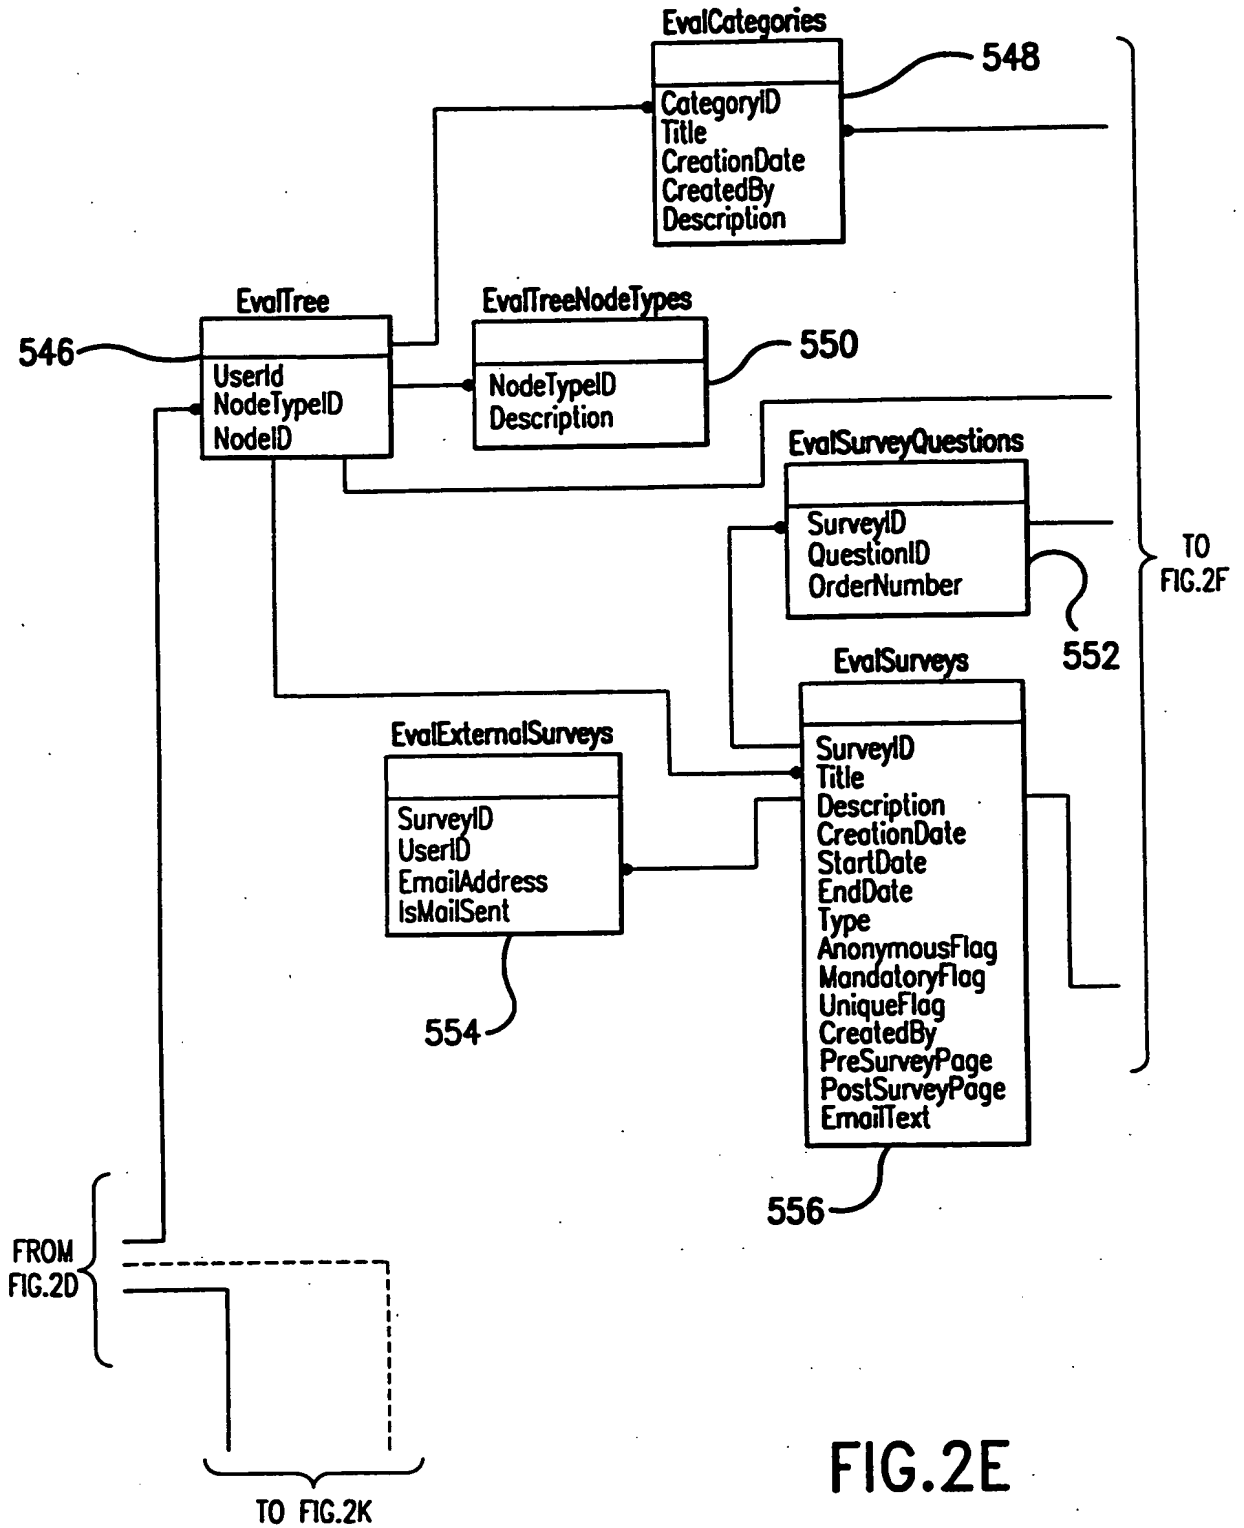 EvalCategories
548
CategoryID
Title
CreationDate
CreatedBy
Description
EvalTree
546
UserId
NodeTypeID
NodeID
EvalTreeNodeTypes
550
NodeTypeID
Description
EvalSurveyQuestions
SurveyID
QuestionID
OrderNumber
552
TO
FIG.2F
EvalSurveys
SurveyID
Title
Description
CreationDate
StartDate
EndDate
Type
AnonymousFlag
MandatoryFlag
UniqueFlag
CreatedBy
PreSurveyPage
PostSurveyPage
EmailText
556
EvalExternalSurveys
SurveyID
UserID
EmailAddress
IsMailSent
554
FROM
FIG.2D
TO FIG.2K
FIG.2E